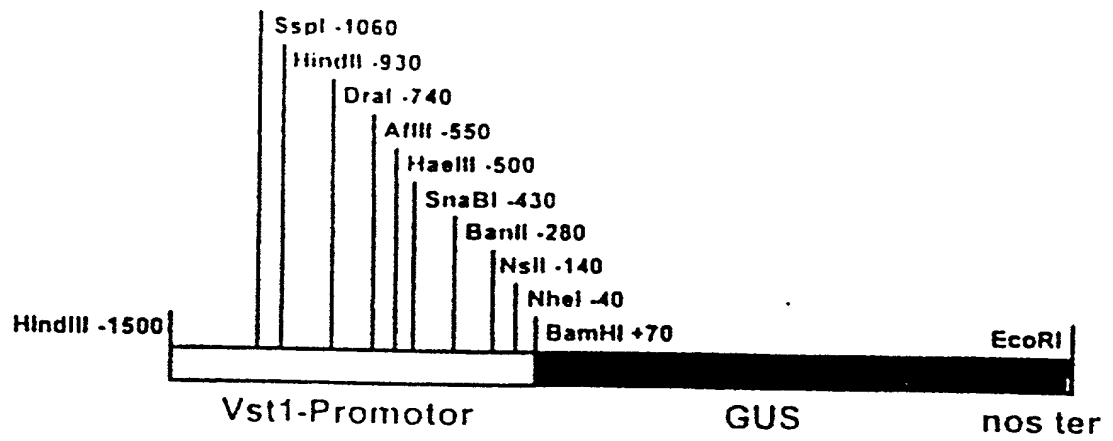 SspI -1060
HindII -930
DraI -740
AflII -550
HaeIII -500
SnaBI -430
BanII -280
NsiI -140
NheI -40
HindIII -1500
BamHI +70
EcoRI
Vst1-Promotor
GUS
nos ter